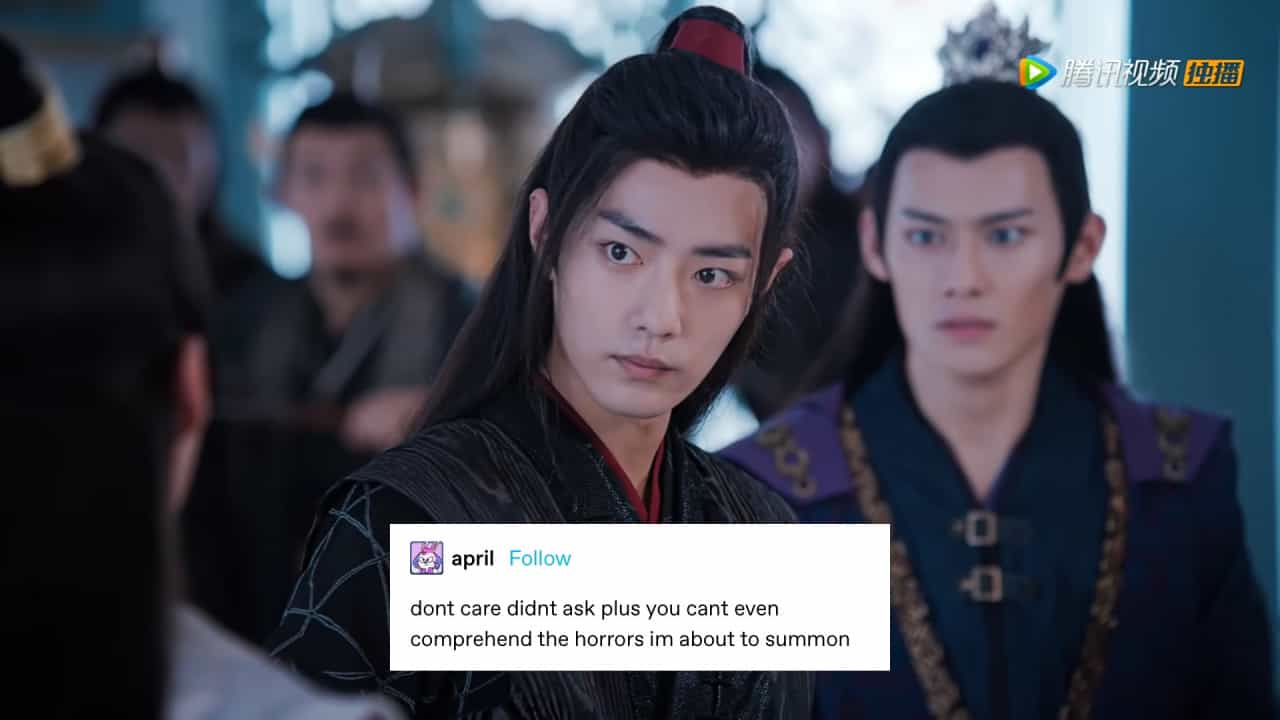 腾讯视频 独播
april Follow
dont care didnt ask plus you cant even
comprehend the horrors im about to summon